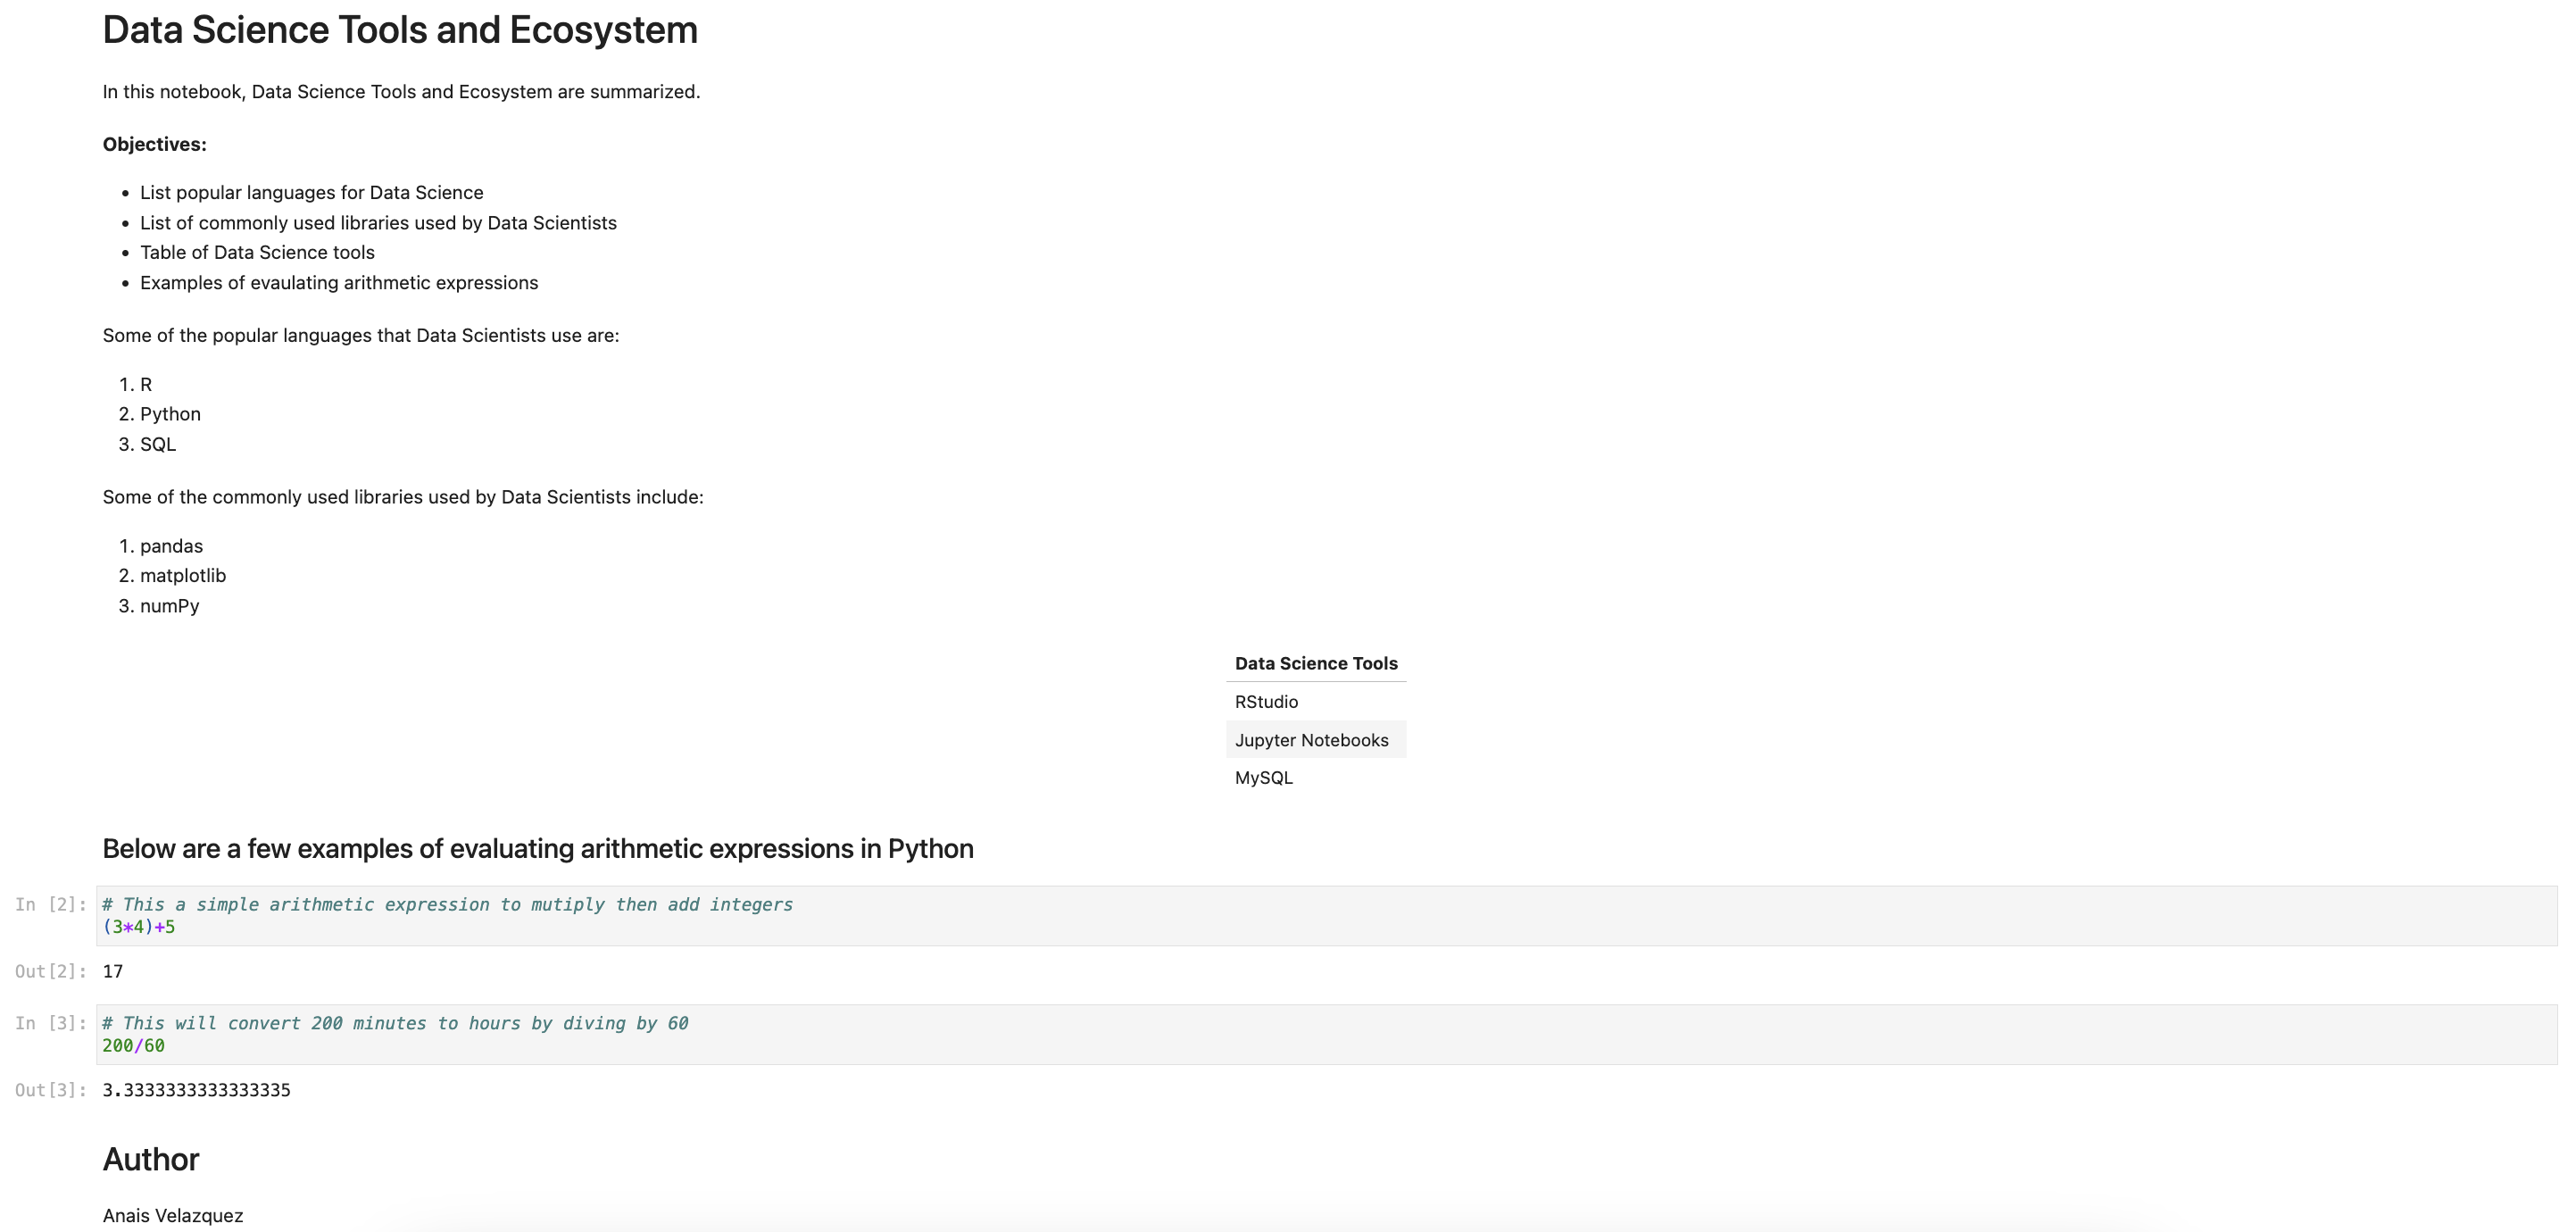 Data Science Tools and Ecosystem
In this notebook, Data Science Tools and Ecosystem are summarized.
Objectives:
• List popular languages for Data Science
• List of commonly used libraries used by Data Scientists
• Table of Data Science tools
• Examples of evaulating arithmetic expressions
Some of the popular languages that Data Scientists use are:
1. R
2. Python
3. SQL
Some of the commonly used libraries used by Data Scientists include:
1. pandas
2. matplotlib
3. numPy
Data Science Tools
RStudio
Jupyter Notebooks
MySQL
Below are a few examples of evaluating arithmetic expressions in Python
In [2]: # This a simple arithmetic expression to mutiply then add integers
(3*4)+5
Out[2]: 17
In [3]: # This will convert 200 minutes to hours by diving by 60
200/60
Out[3]: 3.3333333333333335
Author
Anais Velazquez